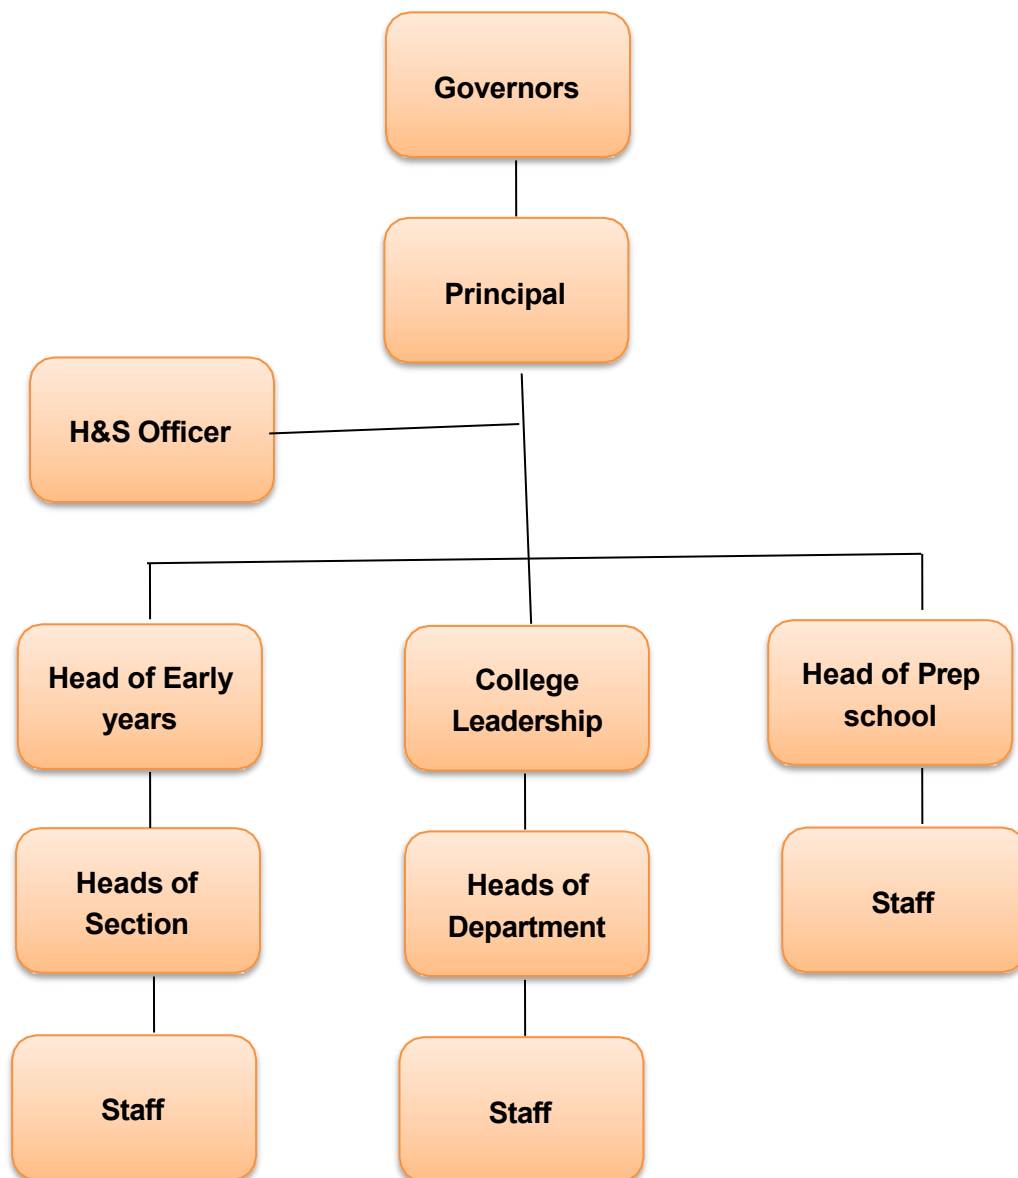 Governors
Principal
H&S Officer
Head of Early
years
College
Leadership
Head of Prep
school
Heads of
Section
Heads of
Department
Staff
Staff
Staff